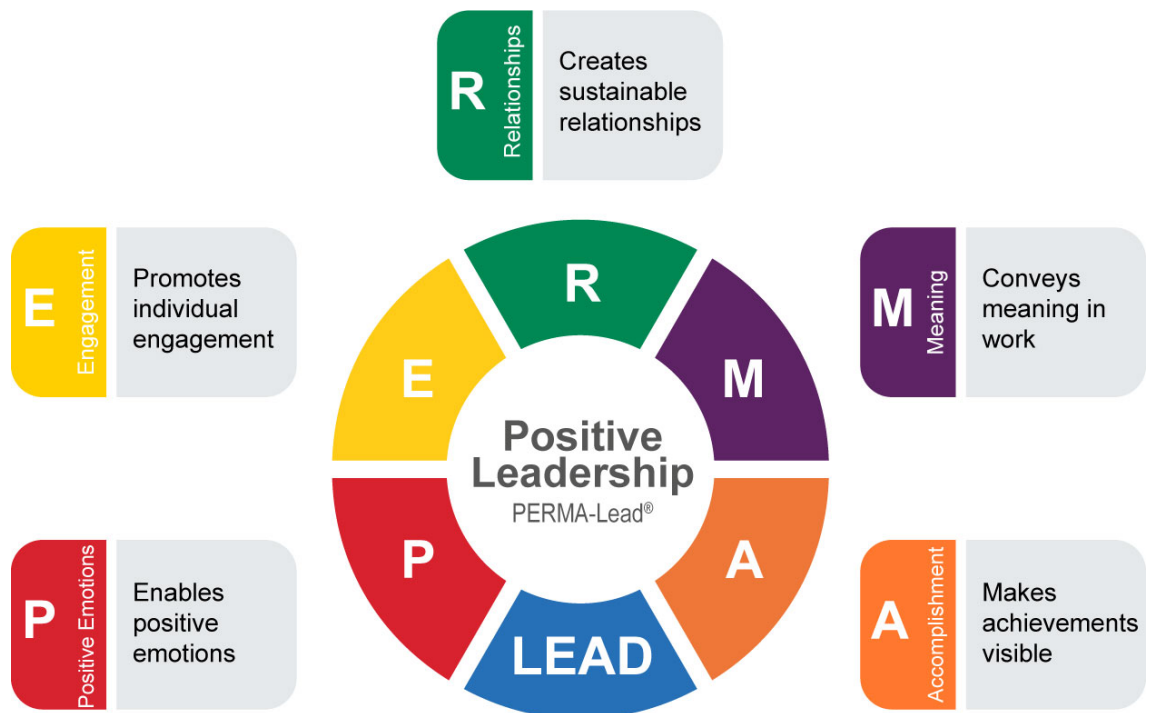 R
Relationships
Creates
sustainable
relationships
E
Engagement
Promotes
individual
engagement
M
Meaning
Conveys
meaning in
work
P
Positive Emotions
Enables
positive
emotions
A
Accomplishment
Makes
achievements
visible
R
E
M
Positive
Leadership
PERMA-Lead®
P
A
LEAD